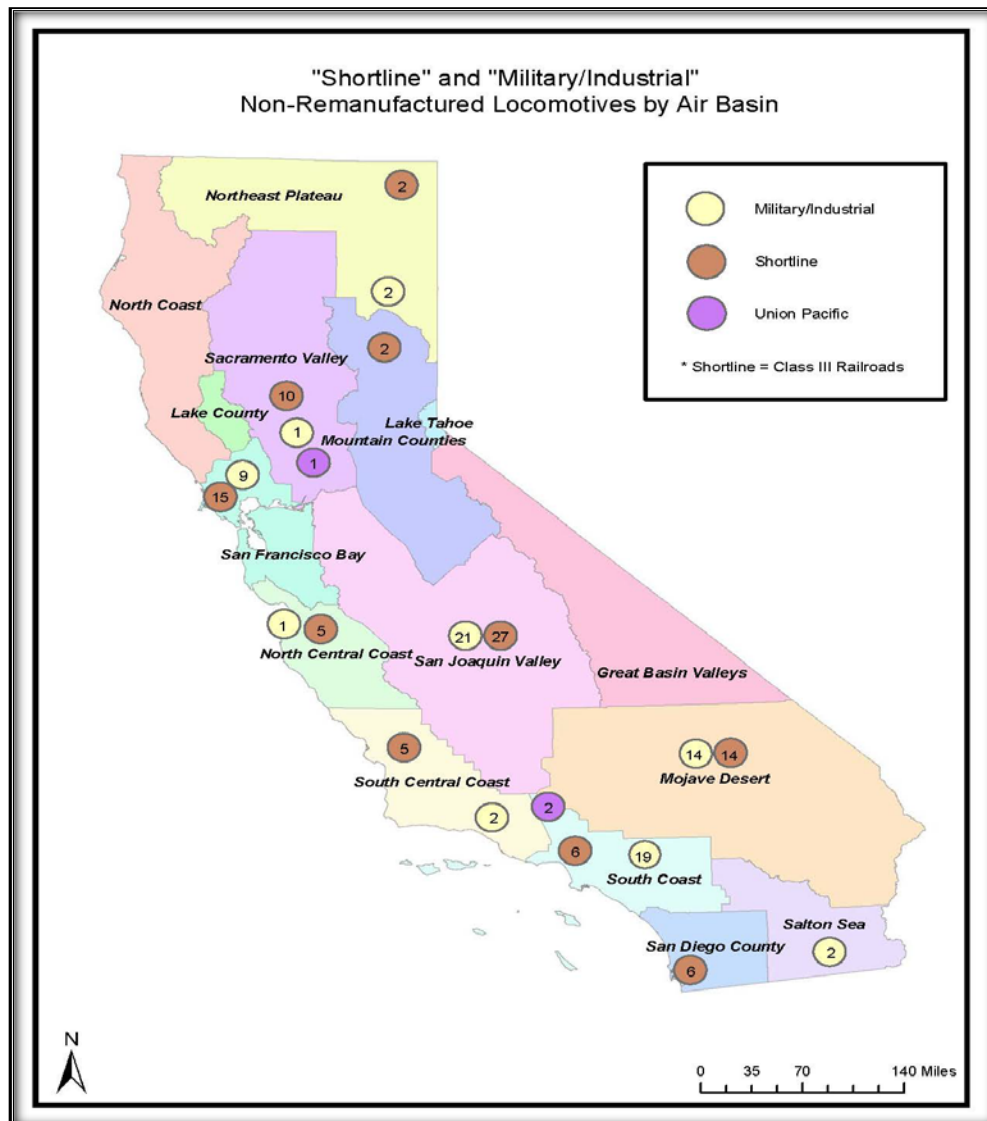 "Shortline" and "Military/Industrial"
Non-Remanufactured Locomotives by Air Basin
Military/Industrial
Shortline
Union Pacific
* Shortline = Class III Railroads
2
Northeast Plateau
2
North Coast
2
Sacramento Valley
10
Lake County
Lake Tahoe
1
Mountain Counties
1
9
15
San Francisco Bay
1
5
North Central Coast
21
27
San Joaquin Valley
Great Basin Valleys
5
14
14
Mojave Desert
South Central Coast
2
2
6
19
South Coast
Salton Sea
San Diego County
2
6
N
0 35 70 140 Miles